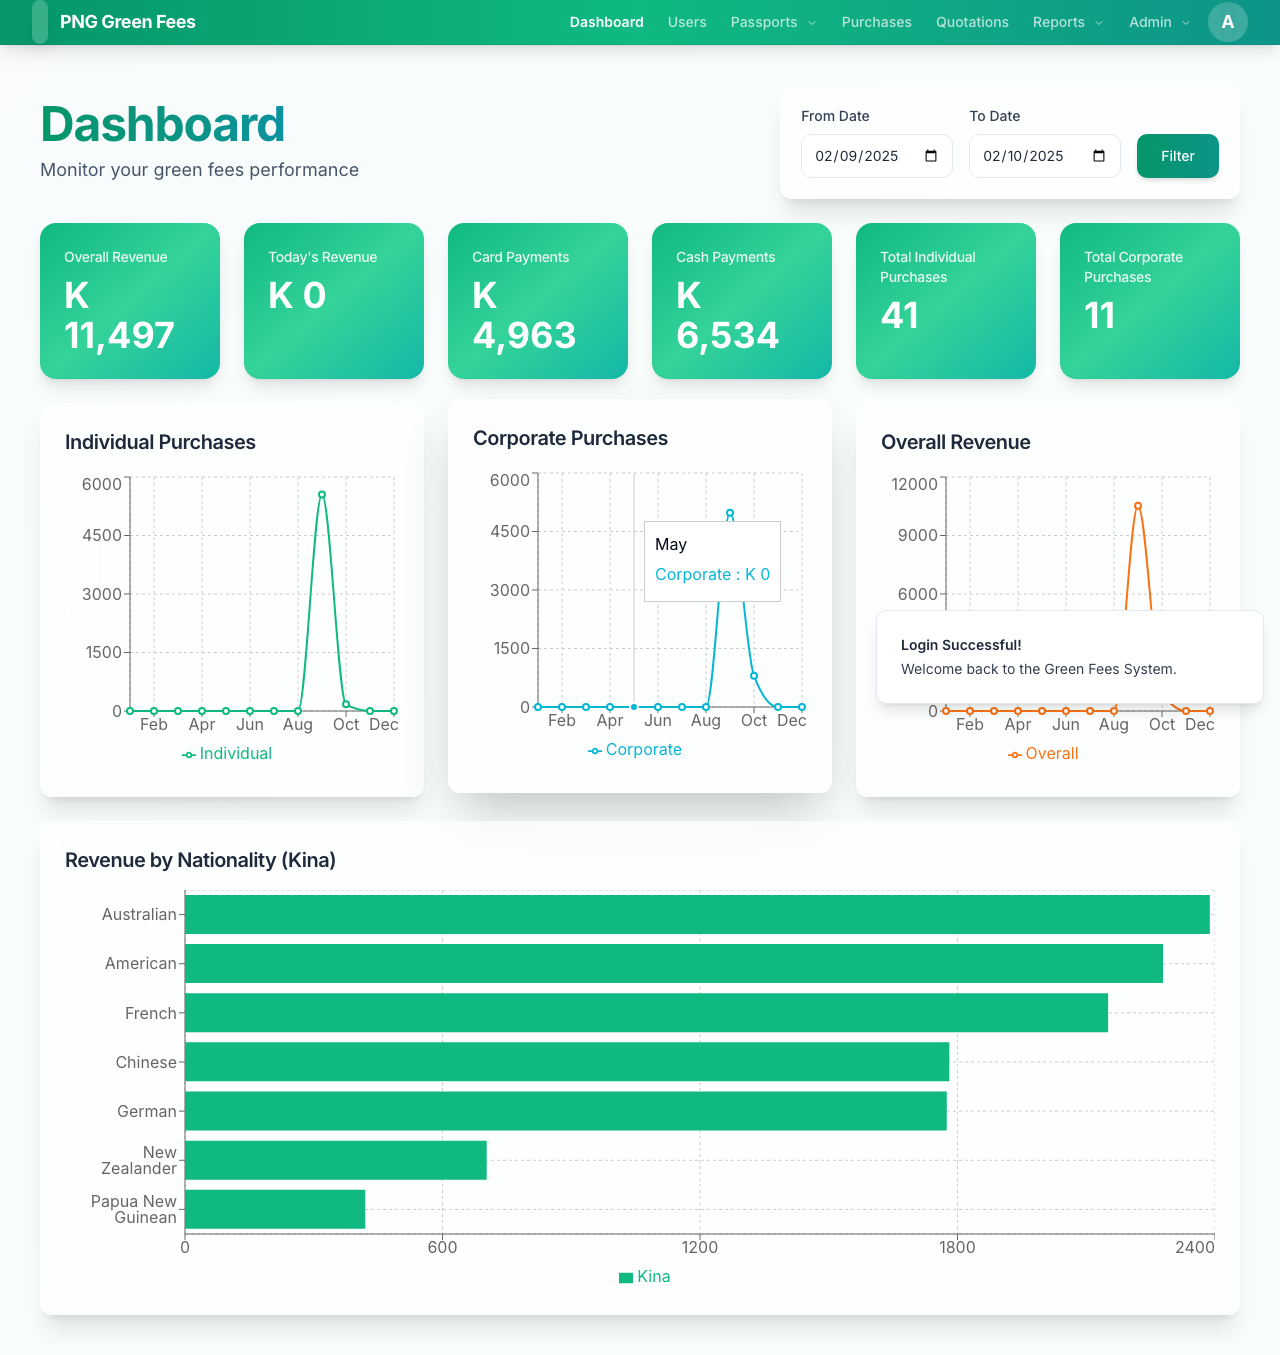 PNG Green Fees
Dashboard
Users
Passports
Purchases
Quotations
Reports
Admin
A
Dashboard
Monitor your green fees performance
From Date
To Date
02/09/2025
02/10/2025
Filter
Overall Revenue
K
11,497
Today's Revenue
K 0
Card Payments
K
4,963
Cash Payments
K
6,534
Total Individual
Purchases
41
Total Corporate
Purchases
11
Individual Purchases
6000
4500
3000
1500
0
Feb
Apr
Jun
Aug
Oct
Dec
Individual
Corporate Purchases
6000
4500
3000
1500
0
Feb
Apr
Jun
Aug
Oct
Dec
Corporate
May
Corporate : K 0
Overall Revenue
12000
9000
6000
0
Feb
Apr
Jun
Aug
Oct
Dec
Overall
Login Successful!
Welcome back to the Green Fees System.
Revenue by Nationality (Kina)
Australian
American
French
Chinese
German
New
Zealander
Papua New
Guinean
0
600
1200
1800
2400
Kina